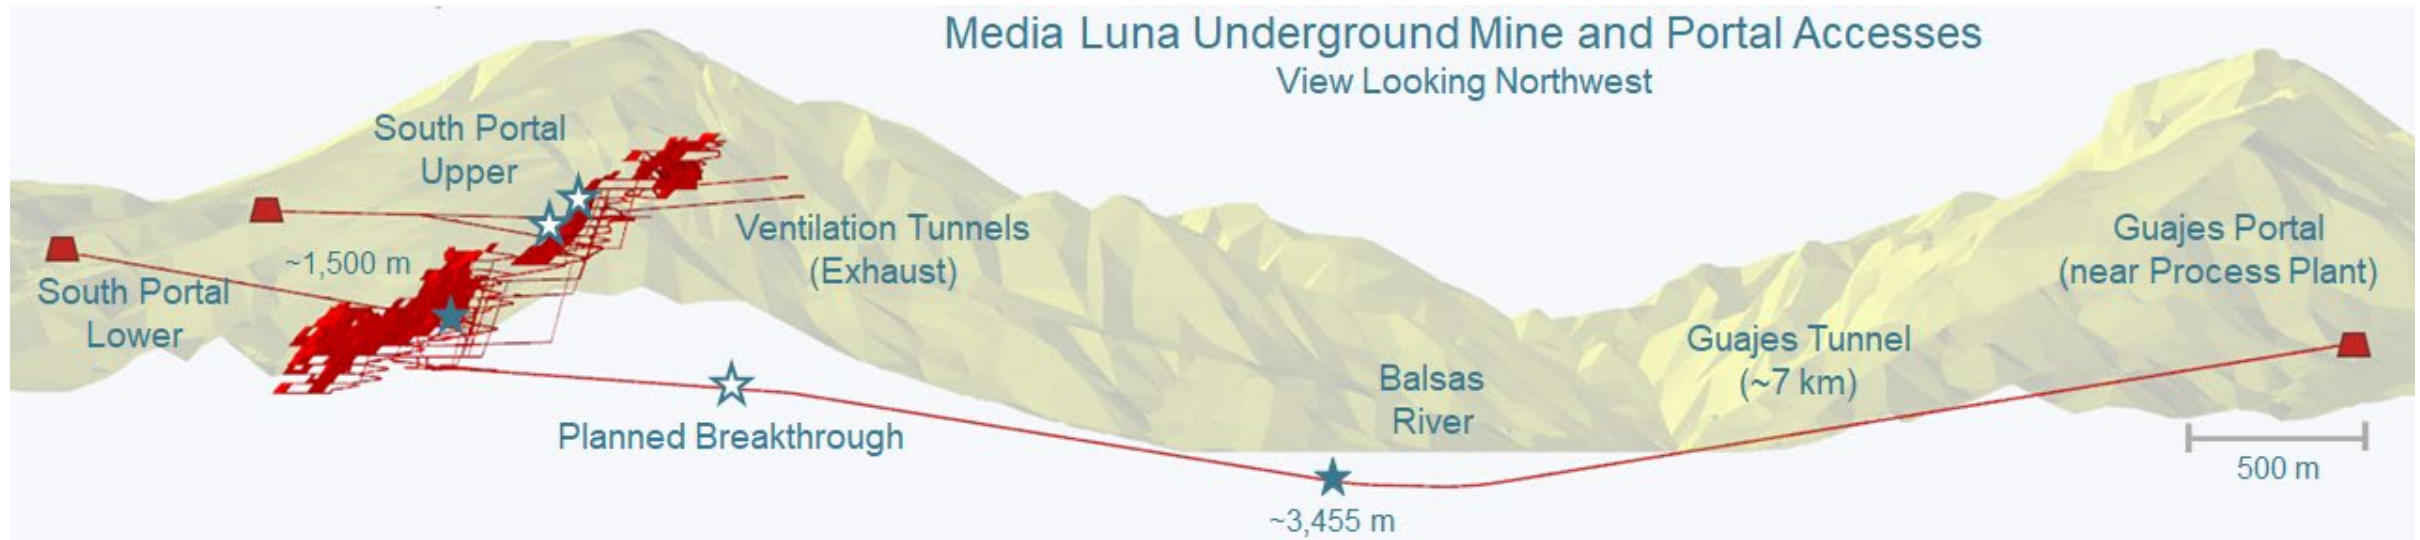 Media Luna Underground Mine and Portal Accesses
View Looking Northwest
South Portal
Upper
~1,500 m
South Portal
Lower
Ventilation Tunnels
(Exhaust)
Planned Breakthrough
Balsas
River
~3,455 m
Guajes Tunnel
(~7 km)
Guajes Portal
(near Process Plant)
500 m